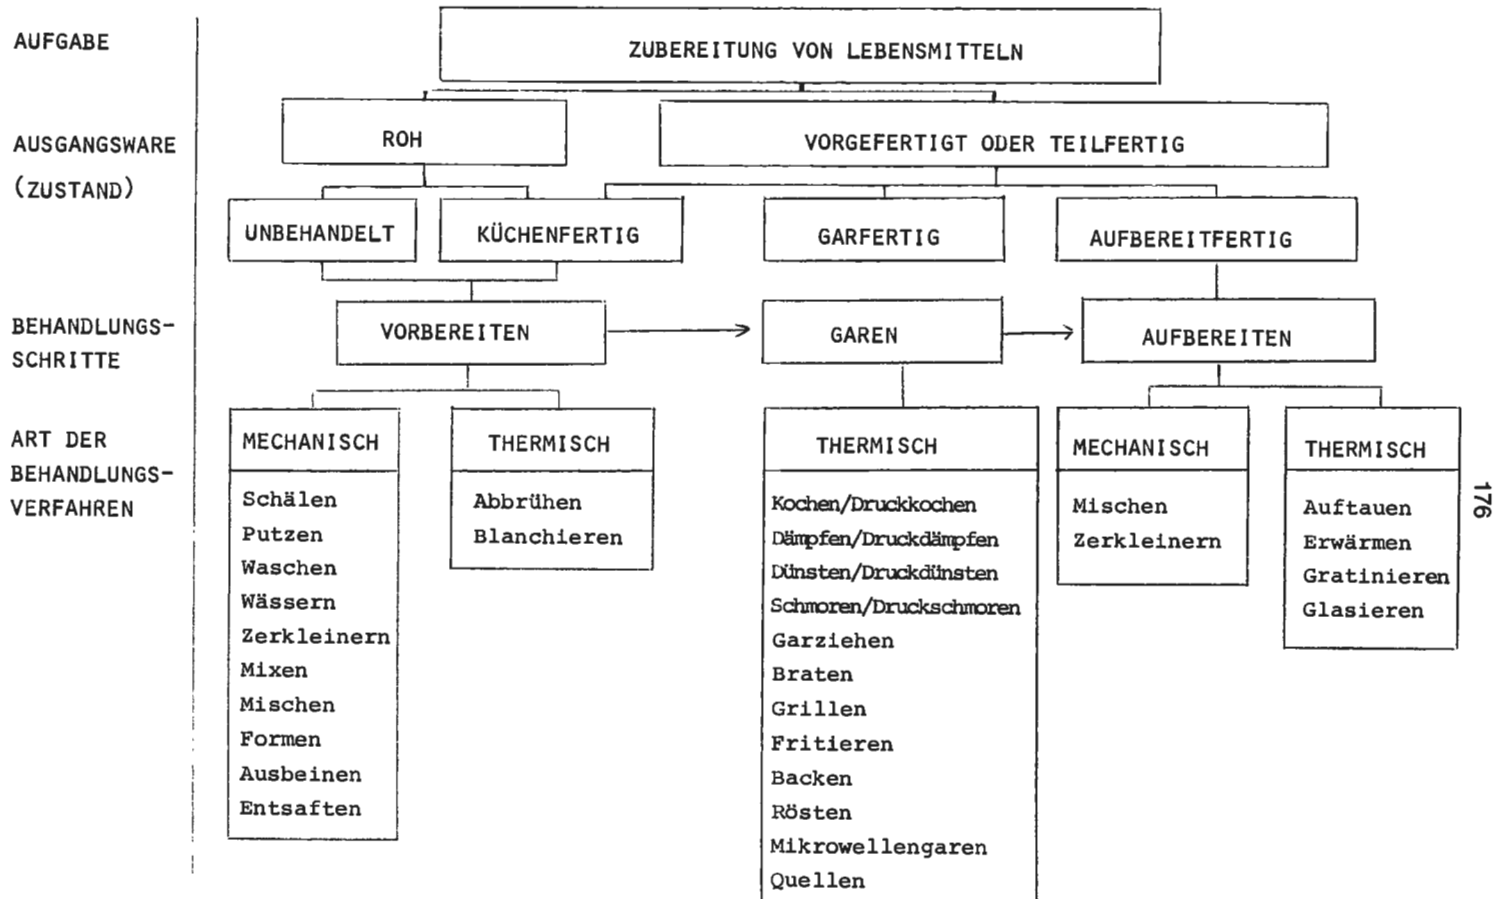 AUFGABE
ZUBEREITUNG VON LEBENSMITTELN
AUSGANGSWARE
(ZUSTAND)
ROH
VORGEFERTIGT ODER TEILFERTIG
UNBEHANDELT
KÜCHENFERTIG
GARFERTIG
AUFBEREITFERTIG
BEHANDLUNGS-
SCHRITTE
VORBEREITEN
GAREN
AUFBEREITEN
ART DER
BEHANDLUNGS-
VERFAHREN
MECHANISCH
Schälen
Putzen
Waschen
Wässern
Zerkleinern
Mixen
Mischen
Formen
Ausbeinen
Entsaften
THERMISCH
Abbrühen
Blanchieren
THERMISCH
Kochen/Druckkochen
Dämpfen/Druckdämpfen
Dünsten/Druckdünsten
Schmoren/Druckschmoren
Garziehen
Braten
Grillen
Fritieren
Backen
Rösten
Mikrowellengaren
Quellen
MECHANISCH
Mischen
Zerkleinern
THERMISCH
Auftauen
Erwärmen
Gratinieren
Glasieren
176